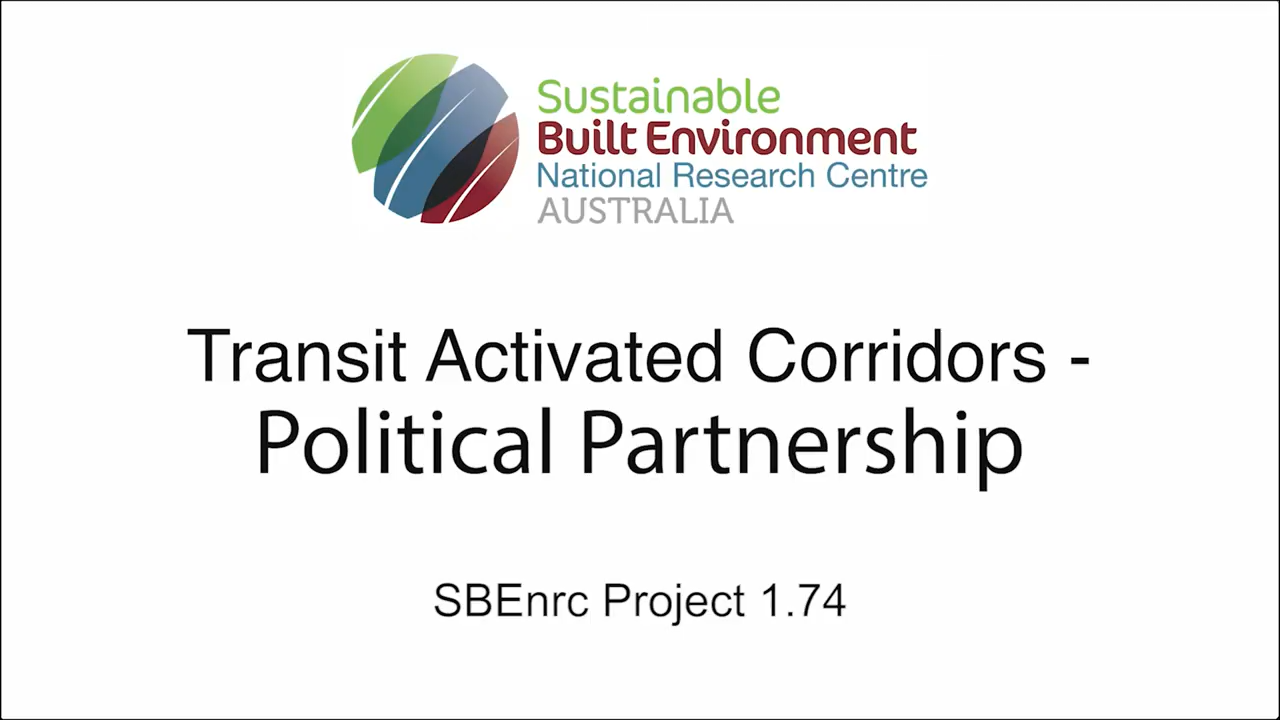 Sustainable
Built Environment
National Research Centre
AUSTRALIA
Transit Activated Corridors -
Political Partnership
SBEnrc Project 1.74